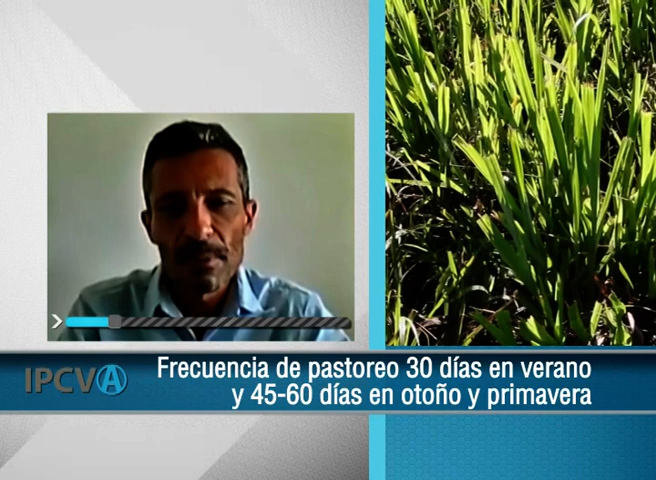 IPCVA
Frecuencia de pastoreo 30 días en verano
y 45-60 días en otoño y primavera